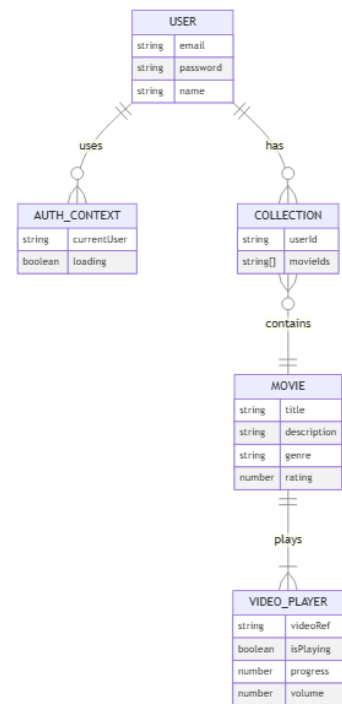 USER
string email
string password
string name
uses
has
AUTH_CONTEXT
string currentUser
boolean loading
COLLECTION
string userId
string[] movieIds
contains
MOVIE
string title
string description
string genre
number rating
plays
VIDEO_PLAYER
string videoRef
boolean isPlaying
number progress
number volume